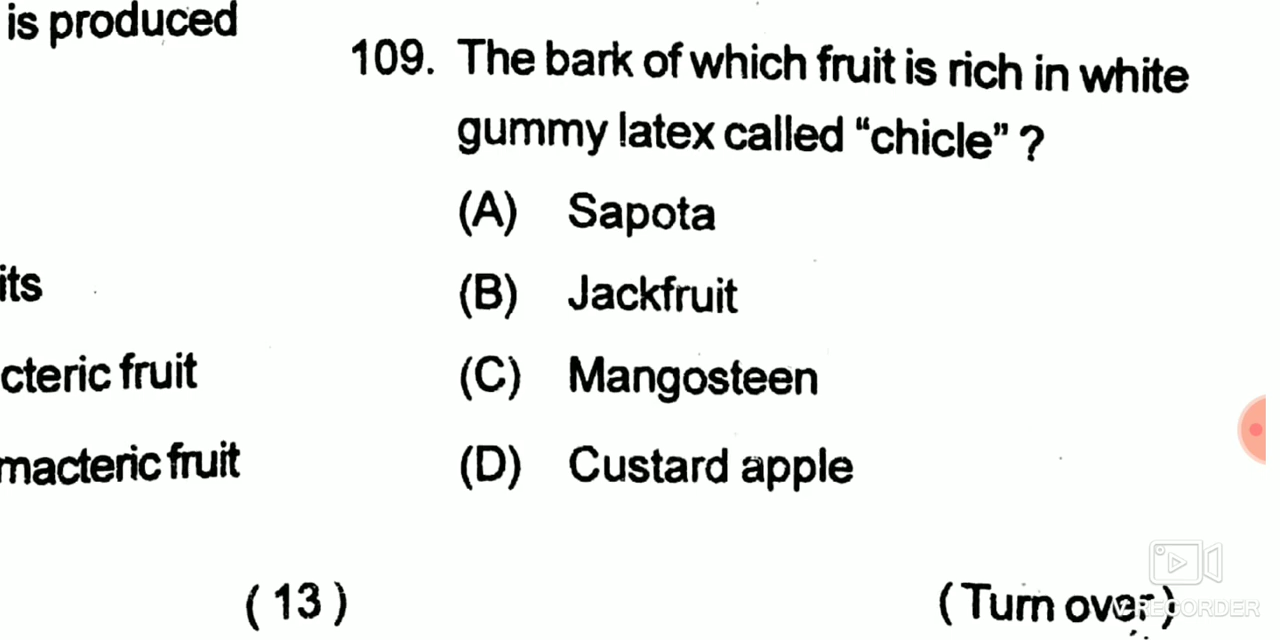 is produced
its
cteric fruit
macteric fruit
109. The bark of which fruit is rich in white
gummy latex called “chicle” ?
(A) Sapota
(B) Jackfruit
(C) Mangosteen
(D) Custard apple
( 13 )
( Turn over )
V RECORDER